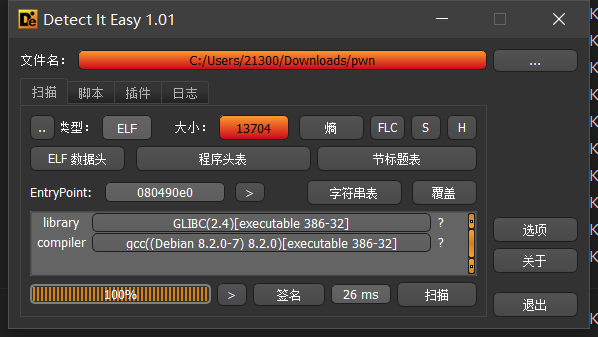 Detect It Easy 1.01
文件名： C:/Users/21300/Downloads/pwn ...
扫描 脚本 插件 日志
.. 类型： ELF 大小： 13704 熵 FLC S H
ELF 数据头 程序头表 节标题表
EntryPoint: 080490e0 > 字符串表 覆盖
library GLIBC(2.4)[executable 386-32] ?
compiler gcc((Debian 8.2.0-7) 8.2.0)[executable 386-32] ?
选项
关于
100% > 签名 26 ms 扫描
退出